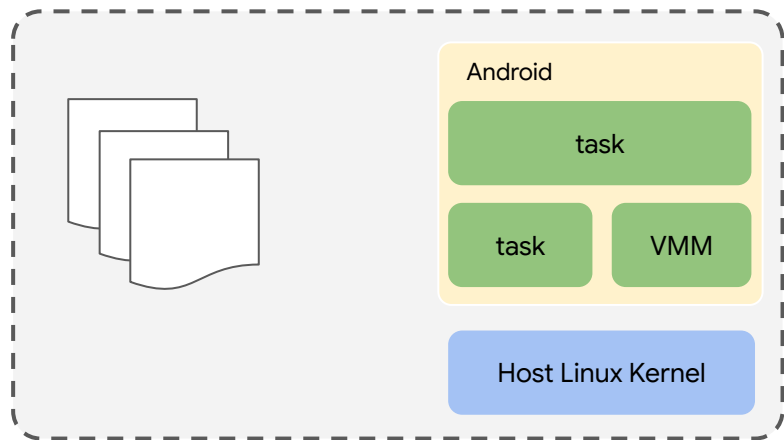 Android
task
task
VMM
Host Linux Kernel